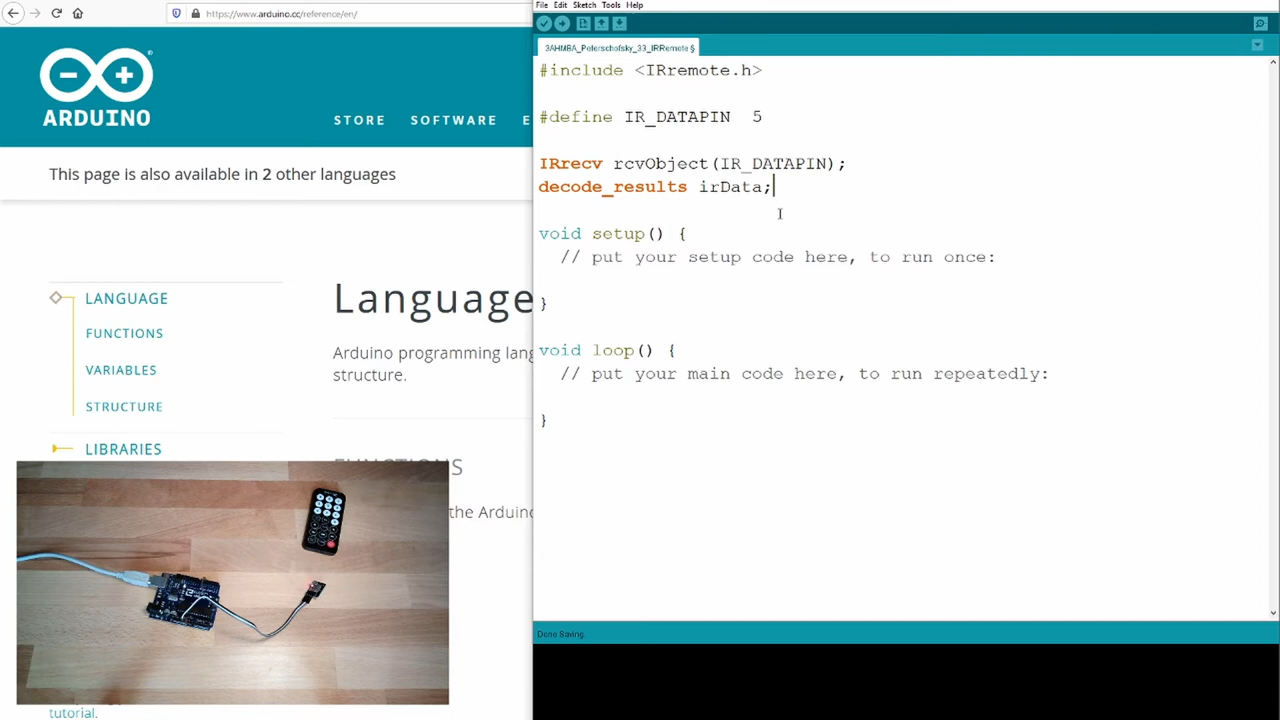 https://www.arduino.cc/reference/en/
ARDUINO
STORE SOFTWARE E
This page is also available in 2 other languages
LANGUAGE
FUNCTIONS
VARIABLES
STRUCTURE
LIBRARIES
Language
Arduino programming lang
structure.
FUNCTIONS
the Arduino
tutorial.
File Edit Sketch Tools Help
3AHMBA_Peterschofsky_33_IRRemote §
#include <IRremote.h>
#define IR_DATAPIN 5
IRrecv rcvObject(IR_DATAPIN);
decode_results irData;
void setup() {
// put your setup code here, to run once:
}
void loop() {
// put your main code here, to run repeatedly:
}
Done Saving.